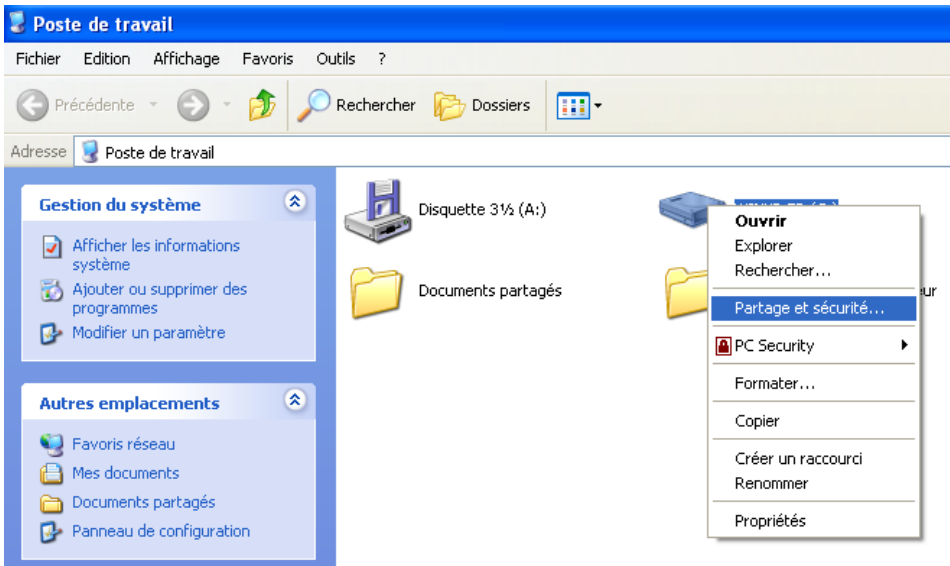 Poste de travail
Fichier Edition Affichage Favoris Outils ?
Précédente Rechercher Dossiers
Adresse Poste de travail
Gestion du système
Afficher les informations
système
Ajouter ou supprimer des
programmes
Modifier un paramètre
Autres emplacements
Favoris réseau
Mes documents
Documents partagés
Panneau de configuration
Disquette 3½ (A:)
Documents partagés
Ouvrir
Explorer
Rechercher...
Partage et sécurité...
PC Security
Formater...
Copier
Créer un raccourci
Renommer
Propriétés